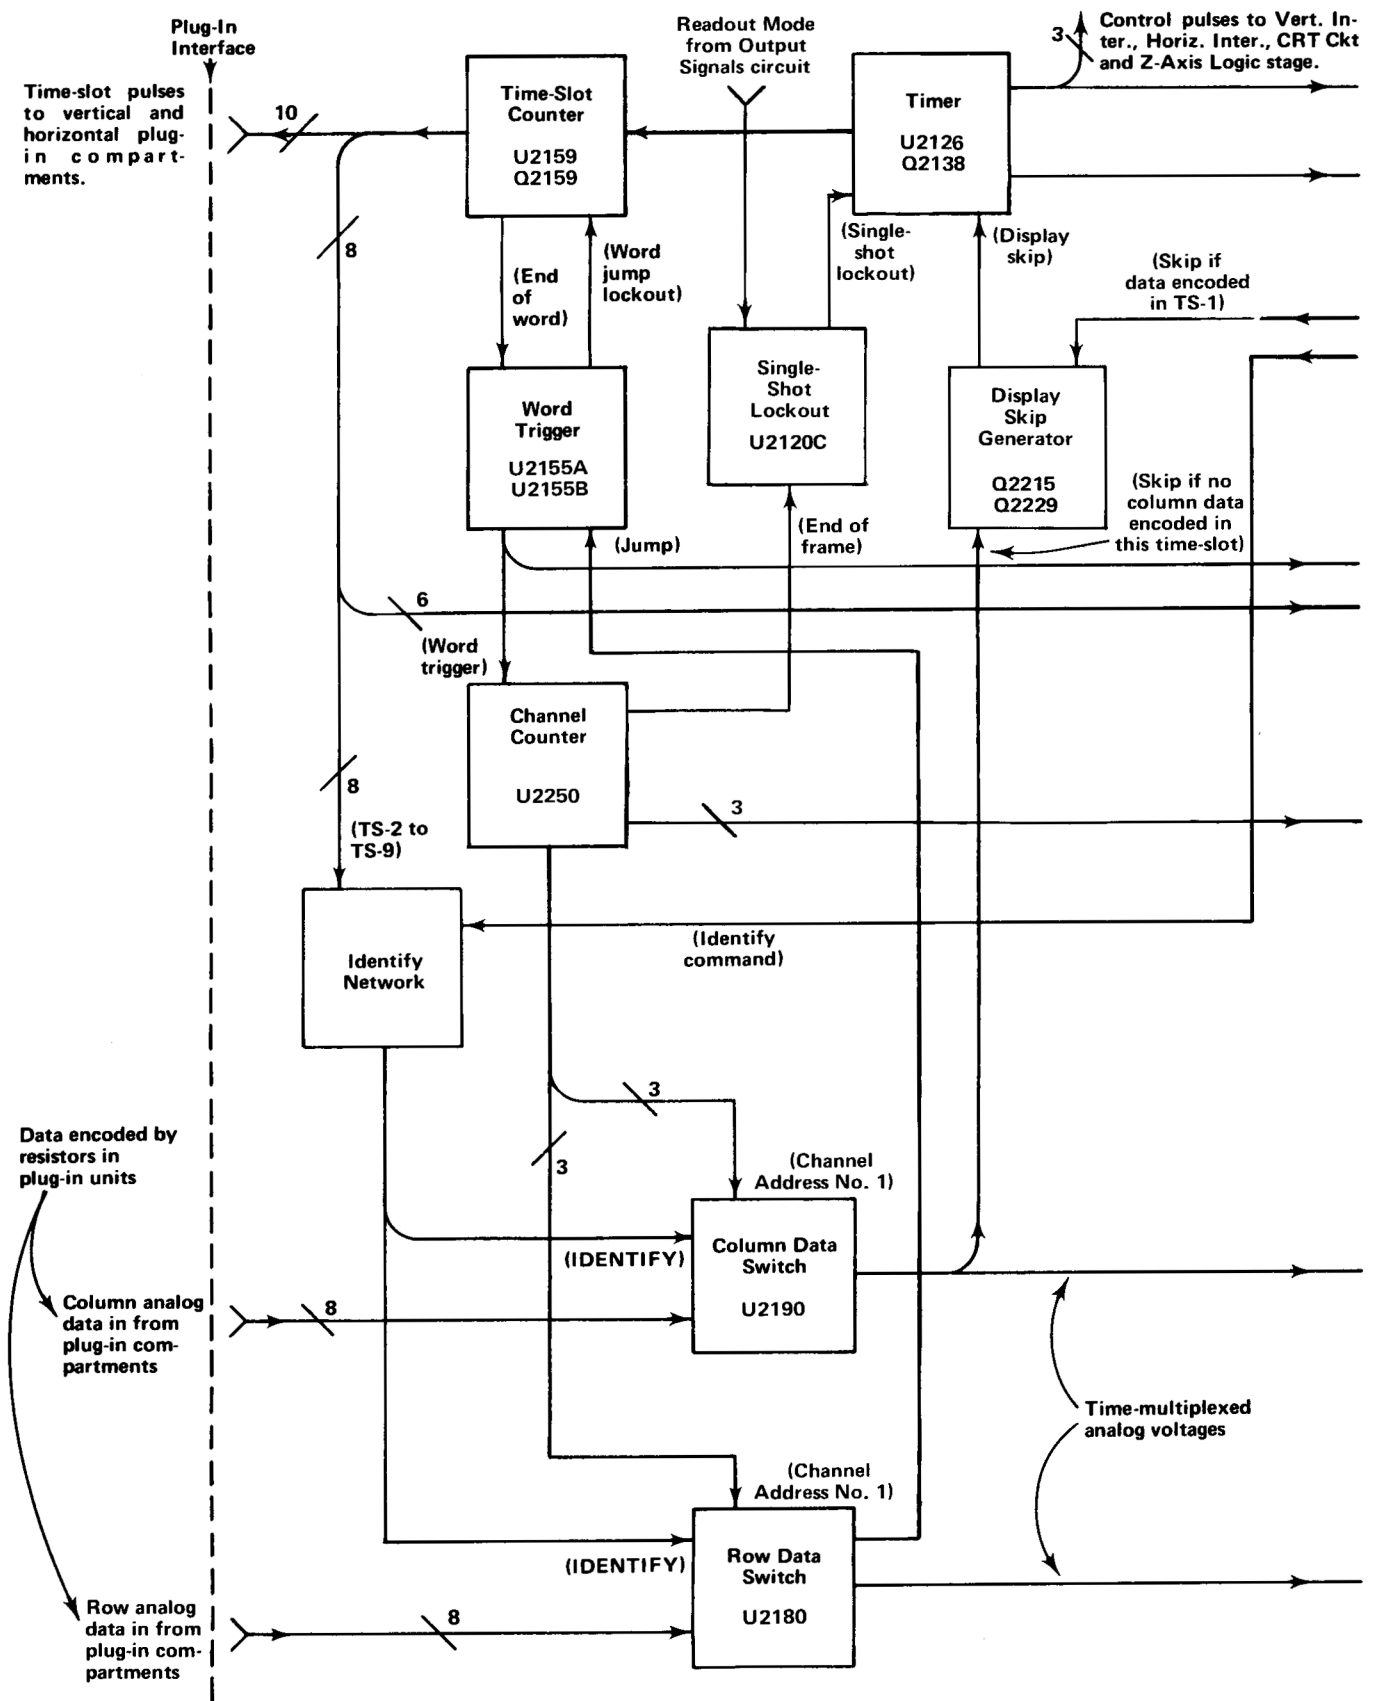 Plug-In
Interface
Time-slot pulses
to vertical and
horizontal plug-
in compart-
ments.
10
8
Time-Slot
Counter
U2159
Q2159
Readout Mode
from Output
Signals circuit
Timer
U2126
Q2138
3
Control pulses to Vert. In-
ter., Horiz. Inter., CRT Ckt
and Z-Axis Logic stage.
(End
of
word)
(Word
jump
lockout)
(Single-
shot
lockout)
(Display
skip)
(Skip if
data encoded
in TS-1)
Word
Trigger
U2155A
U2155B
Single-
Shot
Lockout
U2120C
Display
Skip
Generator
Q2215
Q2229
(Skip if no
column data
encoded in
this time-slot)
(Jump)
(End of
frame)
6
(Word
trigger)
Channel
Counter
U2250
3
8
(TS-2 to
TS-9)
Identify
Network
(Identify
command)
3
3
Data encoded by
resistors in
plug-in units
(Channel
Address No. 1)
(IDENTIFY)
Column Data
Switch
U2190
Column analog
data in from
plug-in com-
partments
8
Time-multiplexed
analog voltages
(Channel
Address No. 1)
(IDENTIFY)
Row Data
Switch
U2180
Row analog
data in from
plug-in com-
partments
8